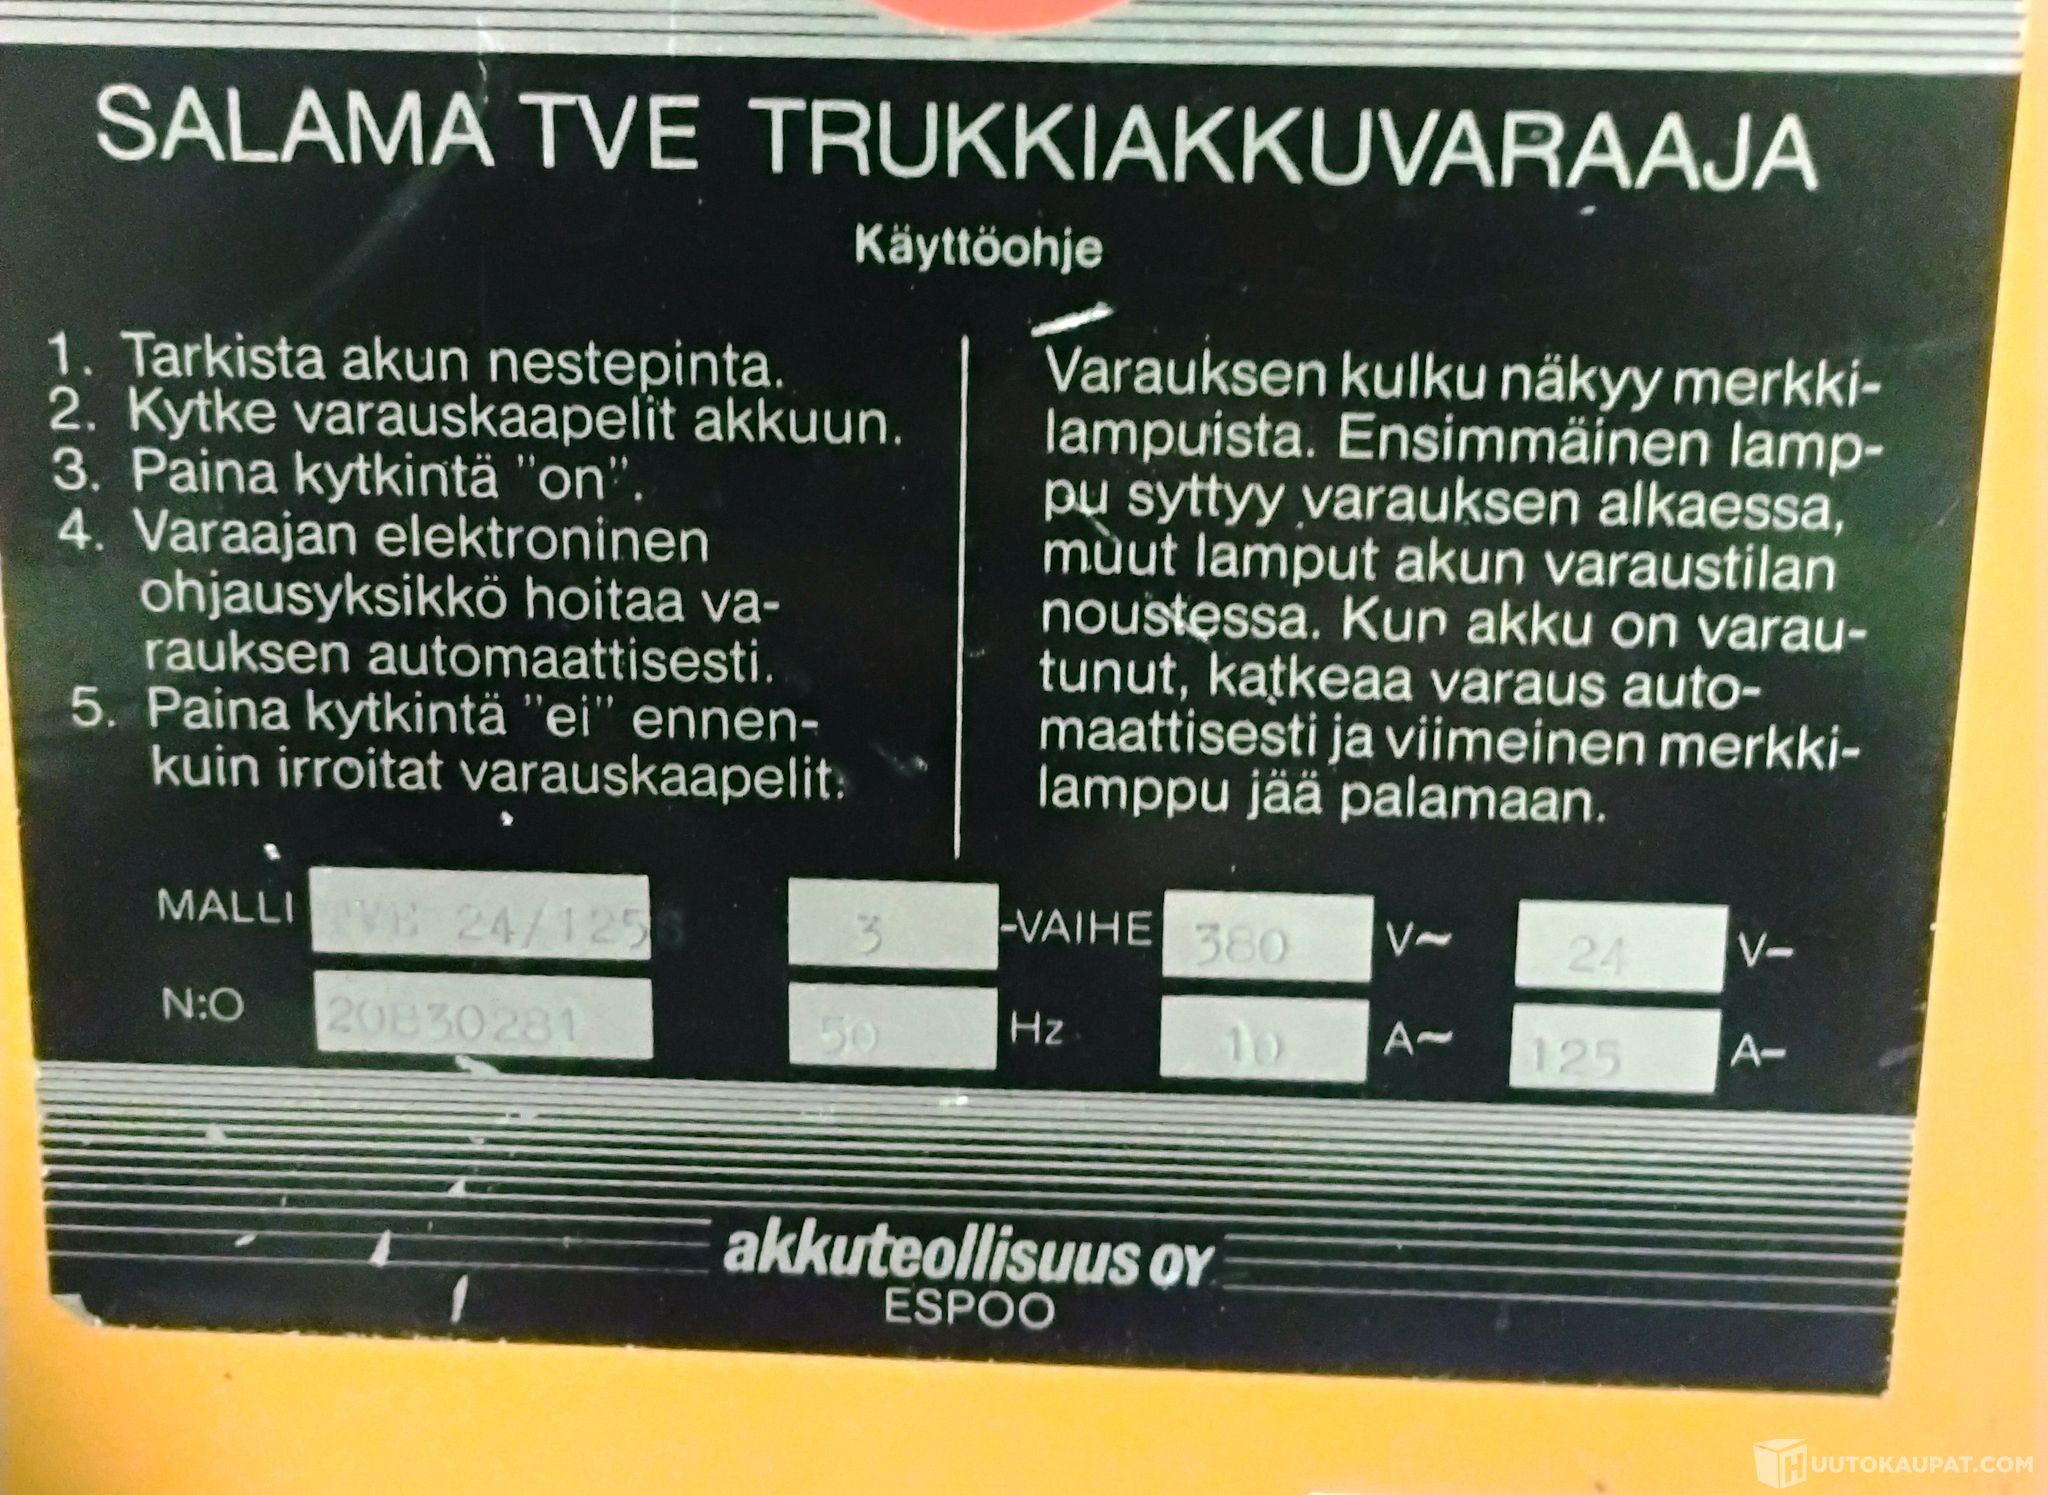 SALAMA TVE TRUKKIAKKUVARAAJA
Käyttöohje
1. Tarkista akun nestepinta.
2. Kytke varauskaapelit akkuun.
3. Paina kytkintä "on".
4. Varaajan elektroninen
ohjausyksikkö hoitaa va-
rauksen automaattisesti.
5. Paina kytkintä "ei" ennen-
kuin irroitat varauskaapelit.
Varauksen kulku näkyy merkki-
lampuista. Ensimmäinen lamp-
pu syttyy varauksen alkaessa,
muut lamput akun varaustilan
noustessa. Kun akku on varau-
tunut, katkeaa varaus auto-
maattisesti ja viimeinen merkki-
lamppu jää palamaan.
MALLI TVE 24/125S 3 -VAIHE 380 V~ 24 V–
N:O 20B30281 50 Hz 10 A~ 125 A–
akkuteollisuus OY
ESPOO
HUUTOKAUPAT.COM